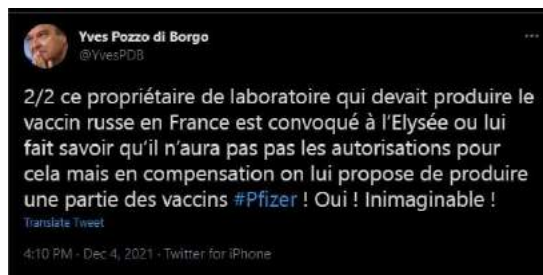 Yves Pozzo di Borgo
@YvesPDB
2/2 ce propriétaire de laboratoire qui devait produire le
vaccin russe en France est convoqué à l'Elysée ou lui
fait savoir qu'il n'aura pas pas les autorisations pour
cela mais en compensation on lui propose de produire
une partie des vaccins #Pfizer ! Oui ! Inimaginable !
Translate Tweet
4:10 PM · Dec 4, 2021 · Twitter for iPhone